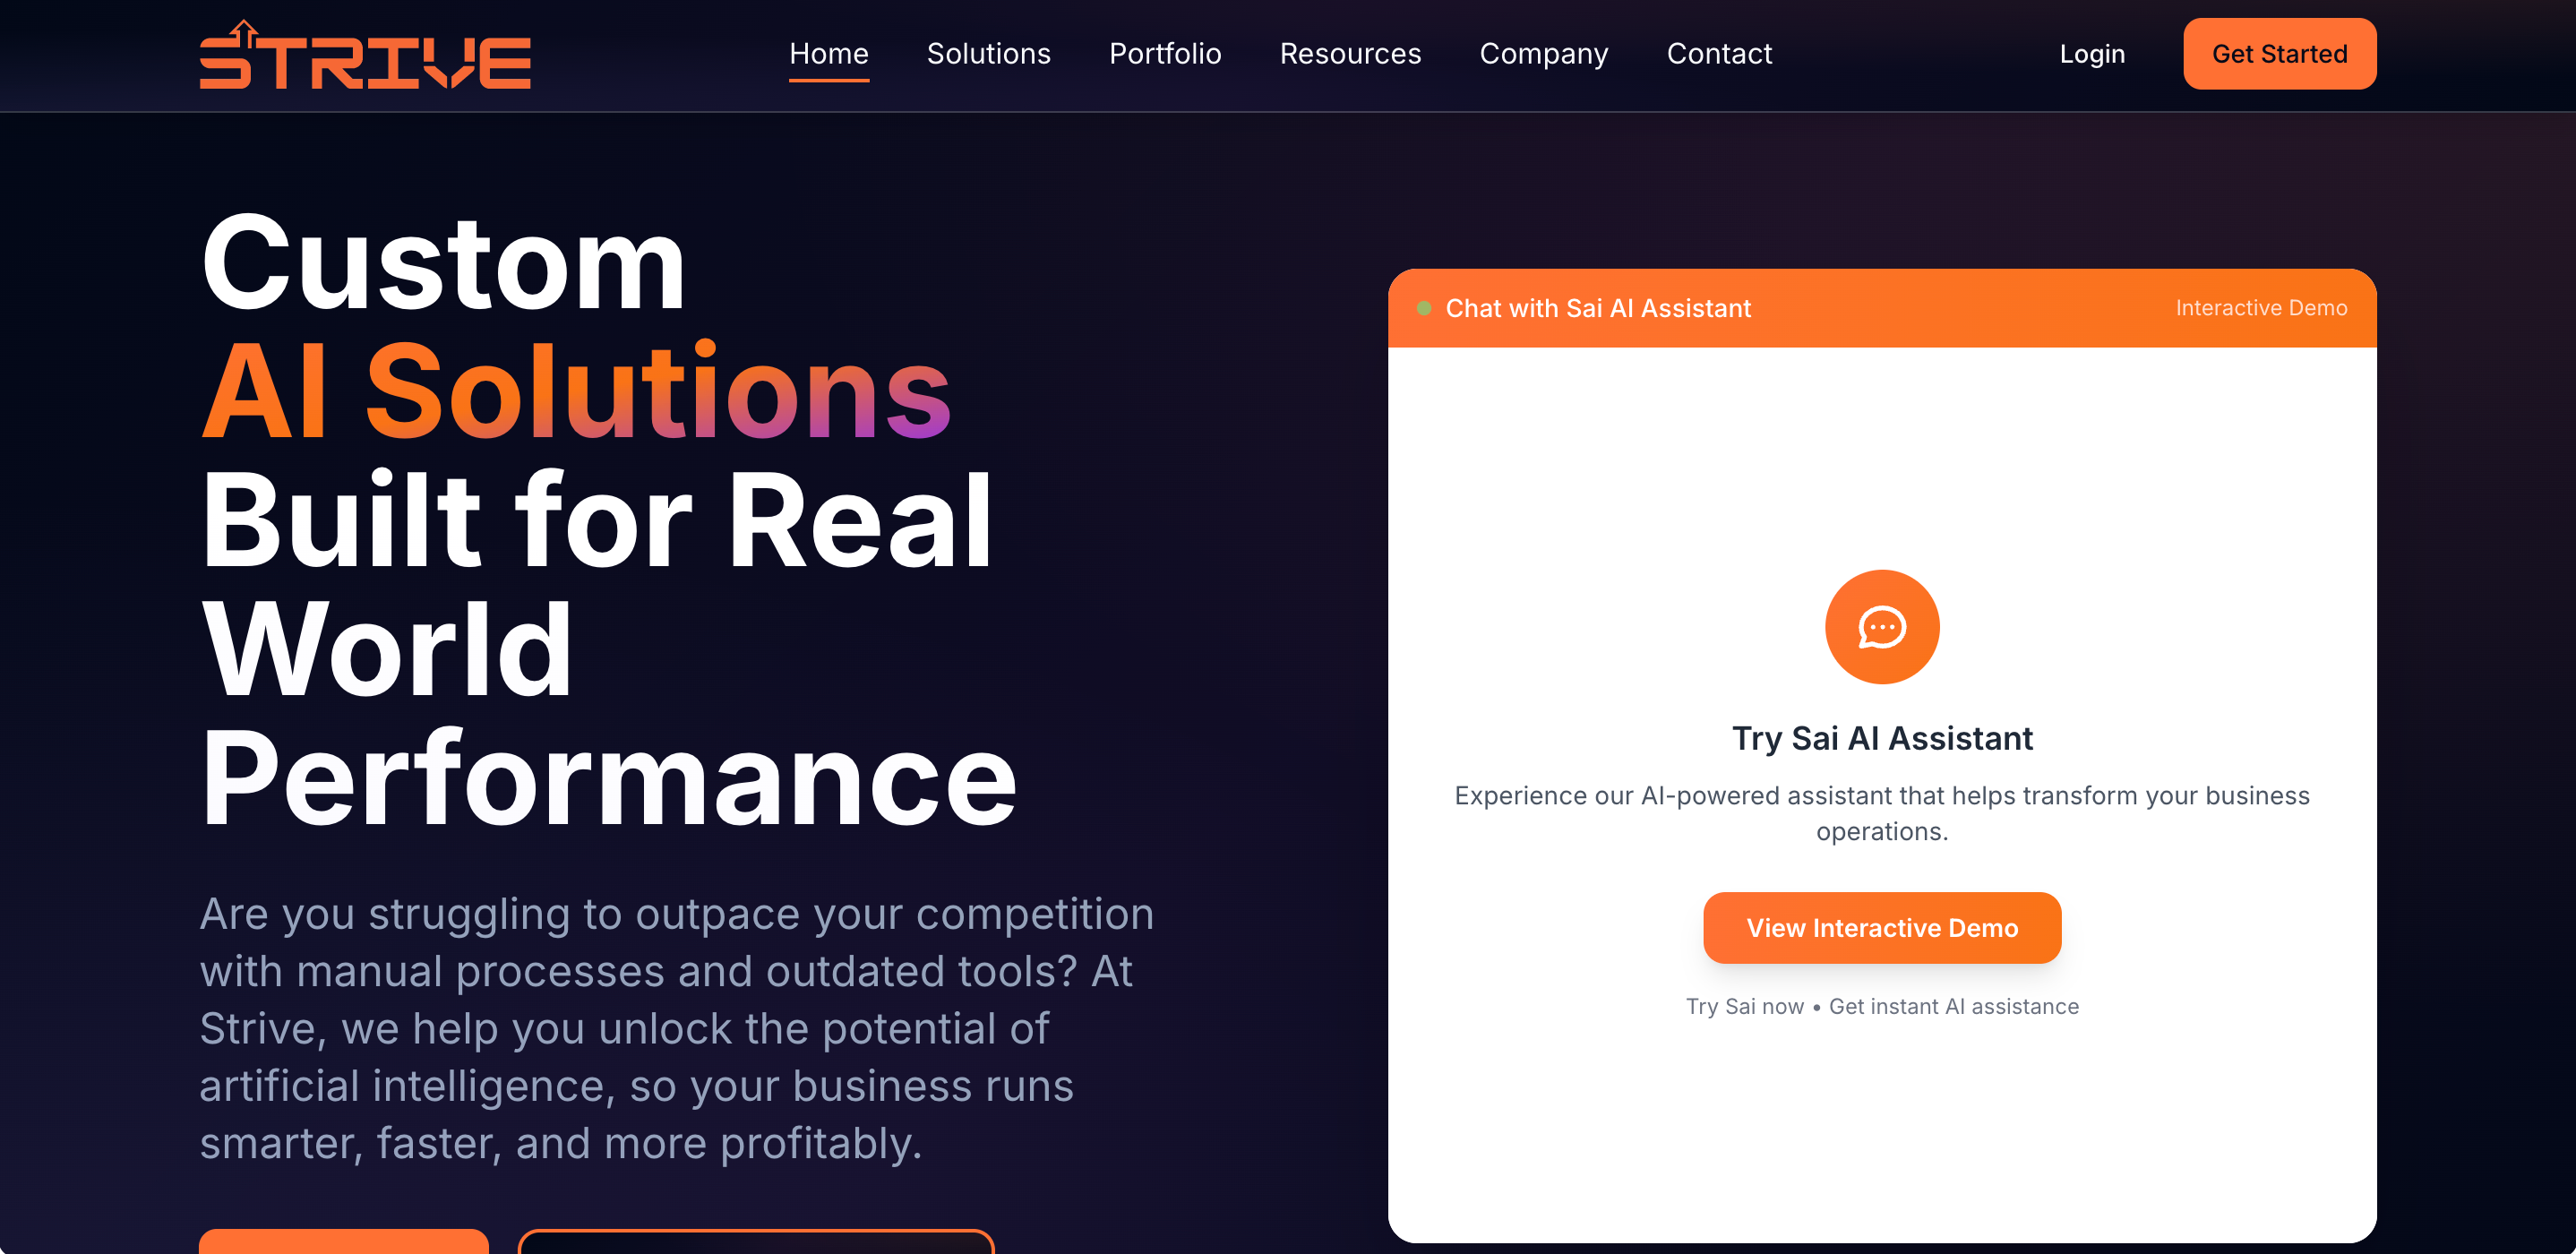 STRIVE
Home
Solutions
Portfolio
Resources
Company
Contact
Login
Get Started
Custom
AI Solutions
Built for Real
World
Performance
Are you struggling to outpace your competition
with manual processes and outdated tools? At
Strive, we help you unlock the potential of
artificial intelligence, so your business runs
smarter, faster, and more profitably.
Chat with Sai AI Assistant
Interactive Demo
Try Sai AI Assistant
Experience our AI-powered assistant that helps transform your business
operations.
View Interactive Demo
Try Sai now • Get instant AI assistance